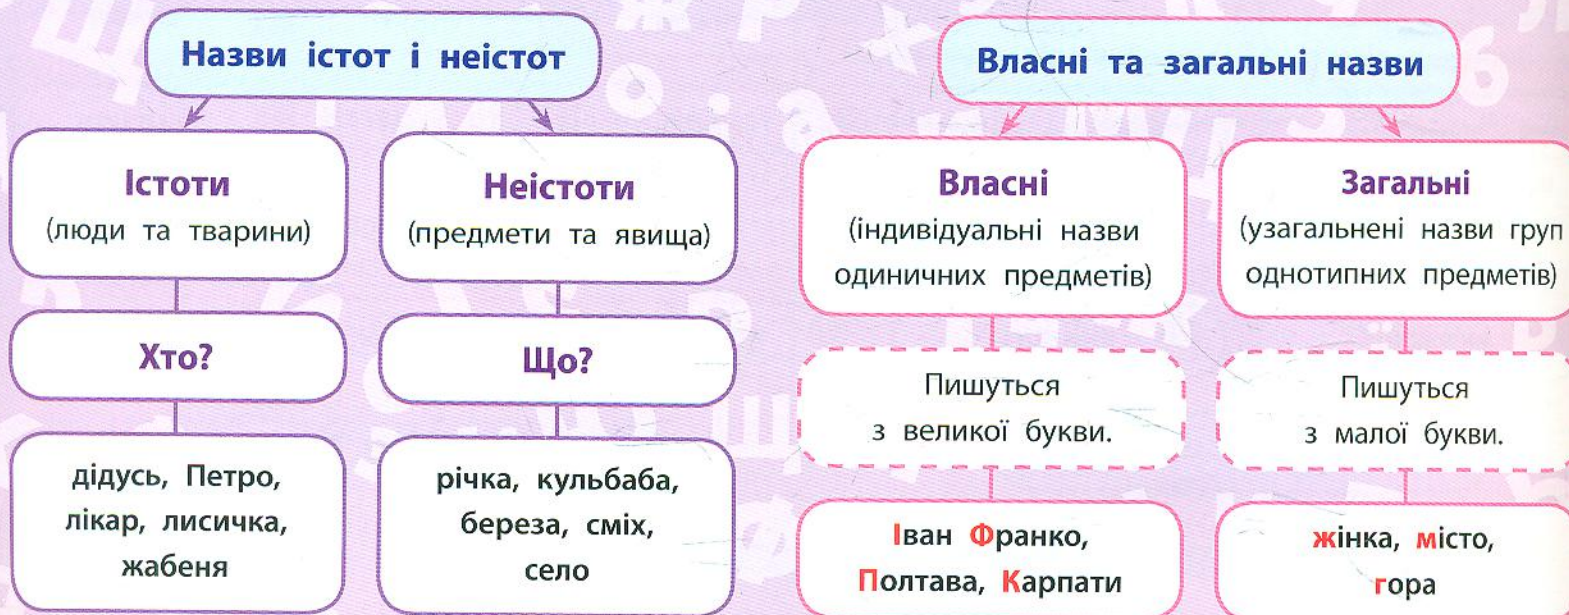 Назви істот і неістот
Істоти
(люди та тварини)
Хто?
дідусь, Петро,
лікар, лисичка,
жабеня
Неістоти
(предмети та явища)
Що?
річка, кульбаба,
береза, сміх,
село
Власні та загальні назви
Власні
(індивідуальні назви
одиничних предметів)
Пишуться
з великої букви.
Іван Франко,
Полтава, Карпати
Загальні
(узагальнені назви груп
однотипних предметів)
Пишуться
з малої букви.
жінка, місто,
гора